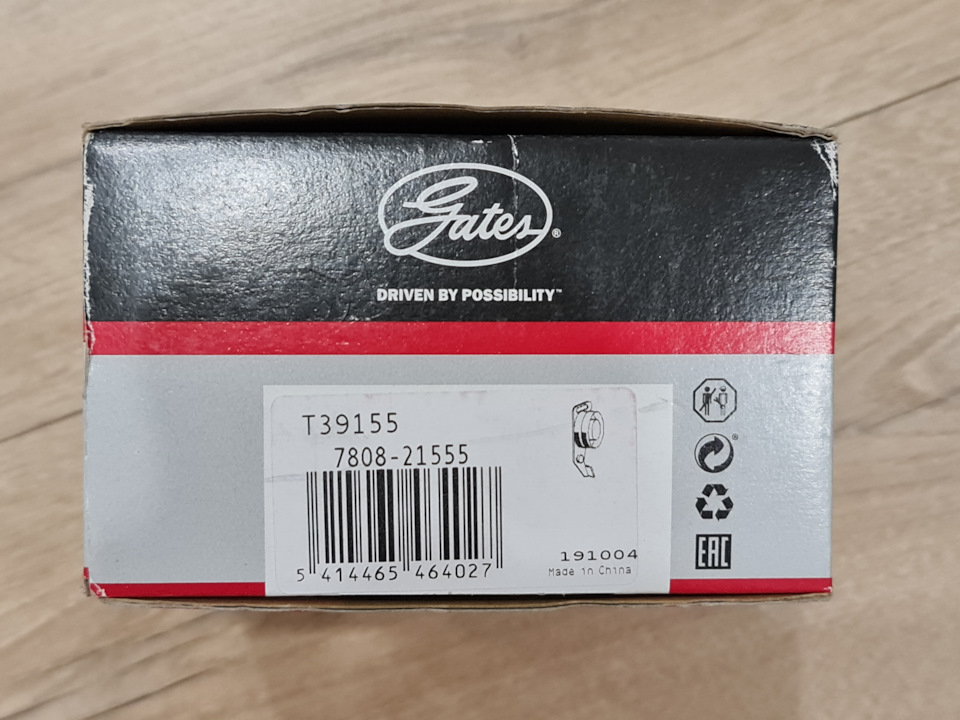 Gates®
DRIVEN BY POSSIBILITY™
T39155
7808-21555
5 414465 464027
191004
Made in China
®
EAC